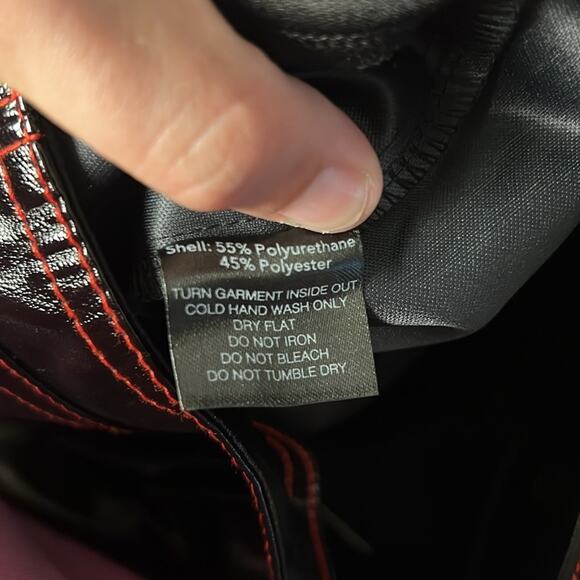 Shell: 55% Polyurethane
45% Polyester
TURN GARMENT INSIDE OUT
COLD HAND WASH ONLY
DRY FLAT
DO NOT IRON
DO NOT BLEACH
DO NOT TUMBLE DRY